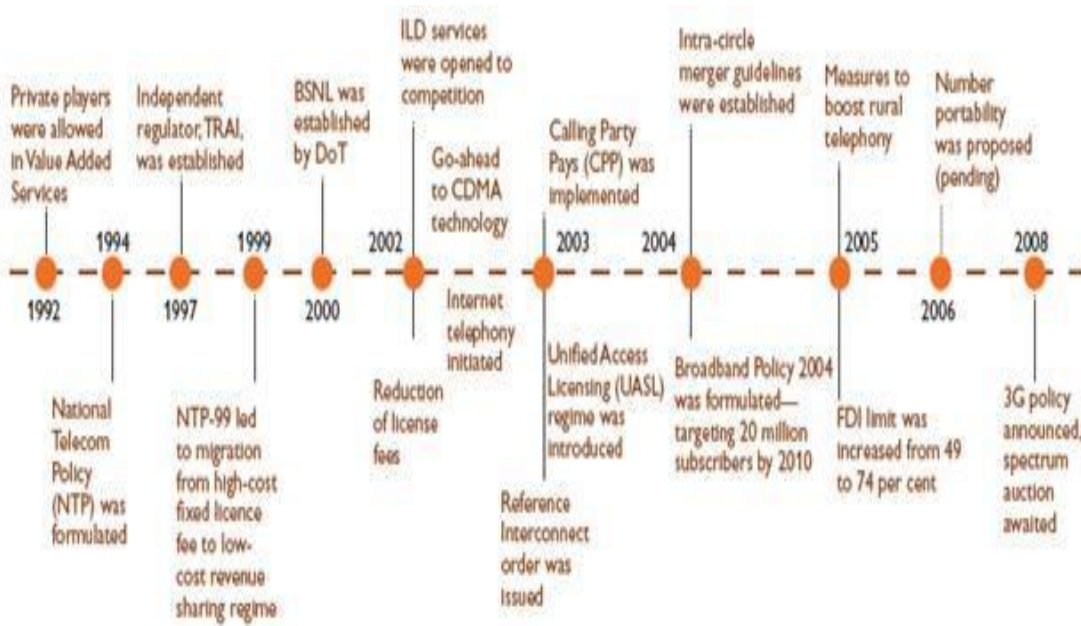 Private players
were allowed
in Value Added
Services
1992
1994
National
Telecom
Policy
(NTP) was
formulated
Independent
regulator, TRAI,
was established
1997
1999
NTP-99 led
to migration
from high-cost
fixed licence
fee to low-
cost revenue
sharing regime
BSNL was
established
by DoT
2000
ILD services
were opened to
competition
Go-ahead
to CDMA
technology
2002
Internet
telephony
initiated
Reduction
of license
fees
Calling Party
Pays (CPP) was
implemented
2003
Unified Access
Licensing (UASL)
regime was
introduced
Reference
Interconnect
order was
issued
Intra-circle
merger guidelines
were established
2004
Broadband Policy 2004
was formulated—
targeting 20 million
subscribers by 2010
Measures to
boost rural
telephony
2005
FDI limit was
increased from 49
to 74 per cent
Number
portability
was proposed
(pending)
2006
2008
3G policy
announced,
spectrum
auction
awaited